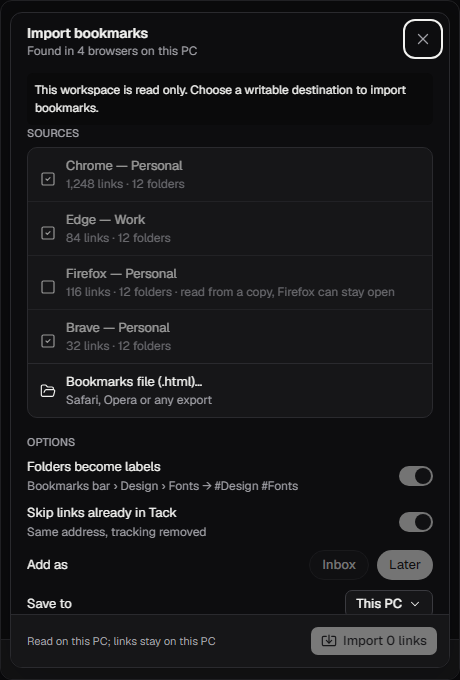 Import bookmarks
Found in 4 browsers on this PC
This workspace is read only. Choose a writable destination to import
bookmarks.
SOURCES
Chrome — Personal
1,248 links · 12 folders
Edge — Work
84 links · 12 folders
Firefox — Personal
116 links · 12 folders · read from a copy, Firefox can stay open
Brave — Personal
32 links · 12 folders
Bookmarks file (.html)...
Safari, Opera or any export
OPTIONS
Folders become labels
Bookmarks bar › Design › Fonts → #Design #Fonts
Skip links already in Tack
Same address, tracking removed
Add as Inbox Later
Save to This PC
Read on this PC; links stay on this PC Import 0 links